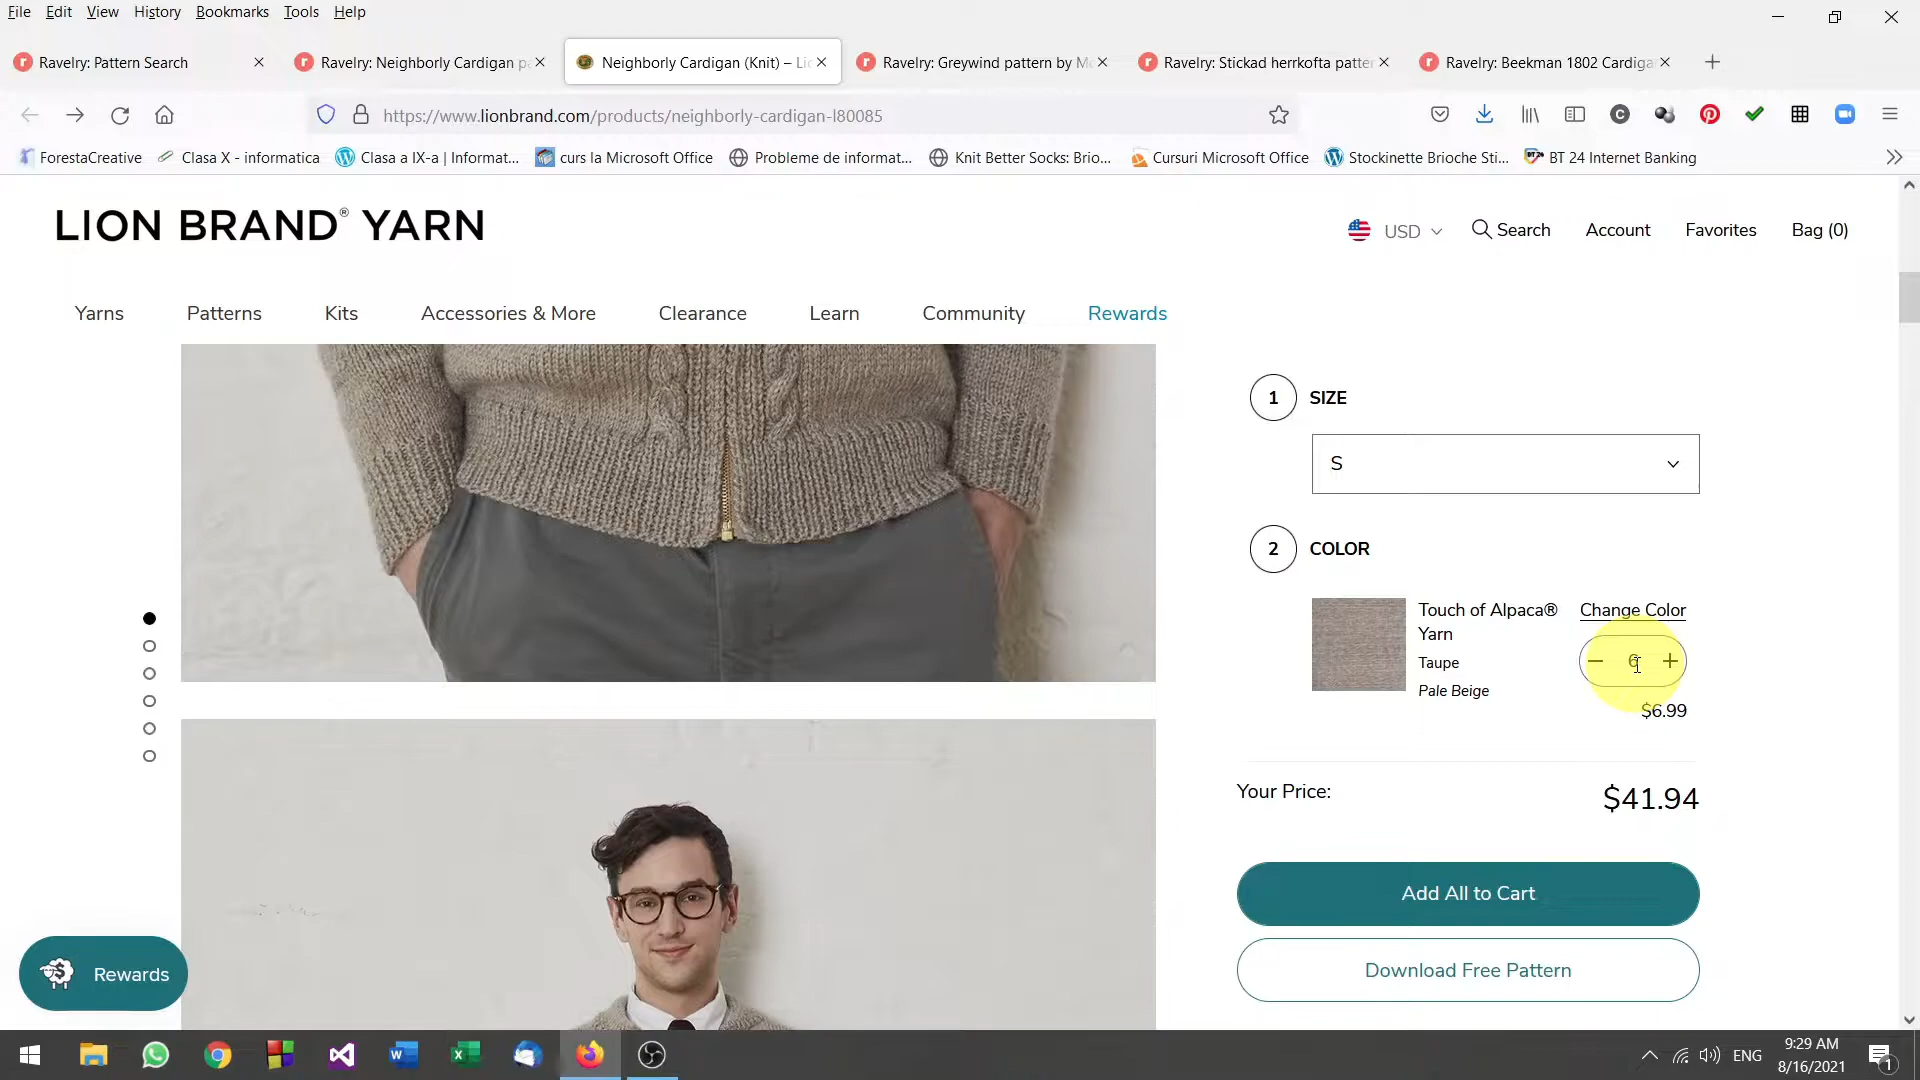 File Edit View History Bookmarks Tools Help
Ravelry: Pattern Search
Ravelry: Neighborly Cardigan pa
Neighborly Cardigan (Knit) – Li
Ravelry: Greywind pattern by M
Ravelry: Stickad herrkofta patte
Ravelry: Beekman 1802 Cardiga
https://www.lionbrand.com/products/neighborly-cardigan-l80085
ForestaCreative
Clasa X - informatica
Clasa a IX-a | Informat...
curs la Microsoft Office
Probleme de informat...
Knit Better Socks: Brio...
Cursuri Microsoft Office
Stockinette Brioche Sti...
BT 24 Internet Banking
LION BRAND® YARN
USD
Search
Account
Favorites
Bag (0)
Yarns
Patterns
Kits
Accessories & More
Clearance
Learn
Community
Rewards
1 SIZE
S
2 COLOR
Touch of Alpaca®
Yarn
Taupe
Pale Beige
Change Color
6
$6.99
Your Price:
$41.94
Add All to Cart
Download Free Pattern
Rewards
ENG
9:29 AM
8/16/2021
1